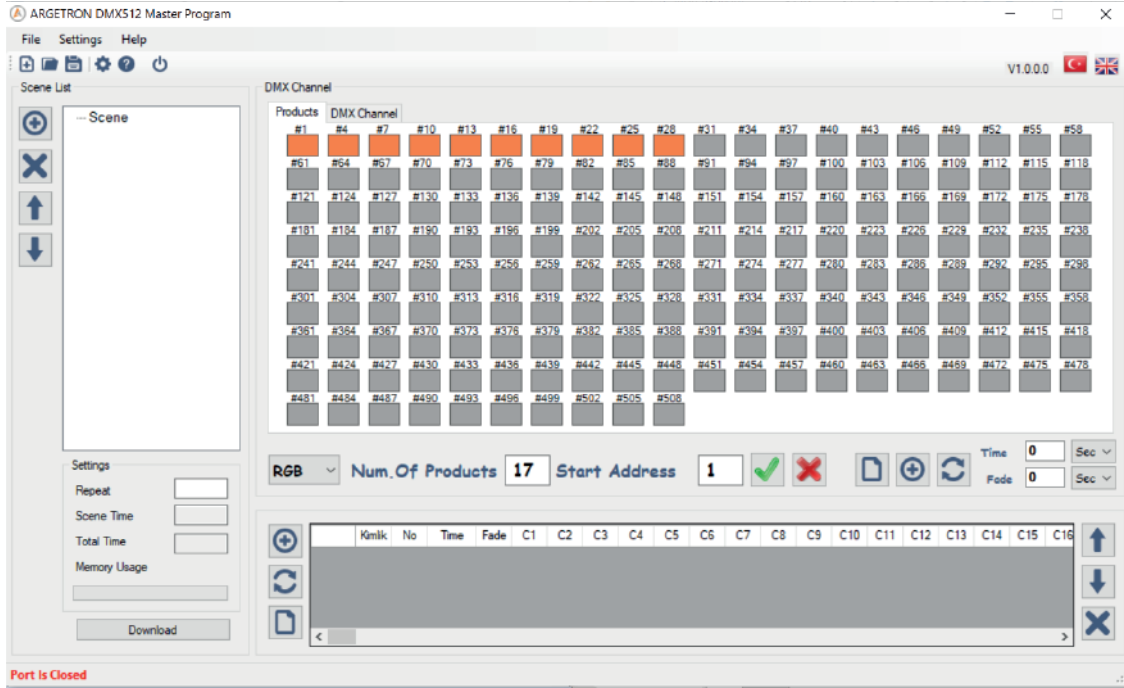 ARGETRON DMX512 Master Program
File Settings Help
V1.0.0.0
Scene List
Scene
DMX Channel
Products DMX Channel
#1 #4 #7 #10 #13 #16 #19 #22 #25 #28 #31 #34 #37 #40 #43 #46 #49 #52 #55 #58
#61 #64 #67 #70 #73 #76 #79 #82 #85 #88 #91 #94 #97 #100 #103 #106 #109 #112 #115 #118
#121 #124 #127 #130 #133 #136 #139 #142 #145 #148 #151 #154 #157 #160 #163 #166 #169 #172 #175 #178
#181 #184 #187 #190 #193 #196 #199 #202 #205 #208 #211 #214 #217 #220 #223 #226 #229 #232 #235 #238
#241 #244 #247 #250 #253 #256 #259 #262 #265 #268 #271 #274 #277 #280 #283 #286 #289 #292 #295 #298
#301 #304 #307 #310 #313 #316 #319 #322 #325 #328 #331 #334 #337 #340 #343 #346 #349 #352 #355 #358
#361 #364 #367 #370 #373 #376 #379 #382 #385 #388 #391 #394 #397 #400 #403 #406 #409 #412 #415 #418
#421 #424 #427 #430 #433 #436 #439 #442 #445 #448 #451 #454 #457 #460 #463 #466 #469 #472 #475 #478
#481 #484 #487 #490 #493 #496 #499 #502 #505 #508
RGB Num.Of Products 17 Start Address 1
Time 0 Sec
Fade 0 Sec
Settings
Repeat
Scene Time
Total Time
Memory Usage
Download
Kimlik No Time Fade C1 C2 C3 C4 C5 C6 C7 C8 C9 C10 C11 C12 C13 C14 C15 C16
Port Is Closed